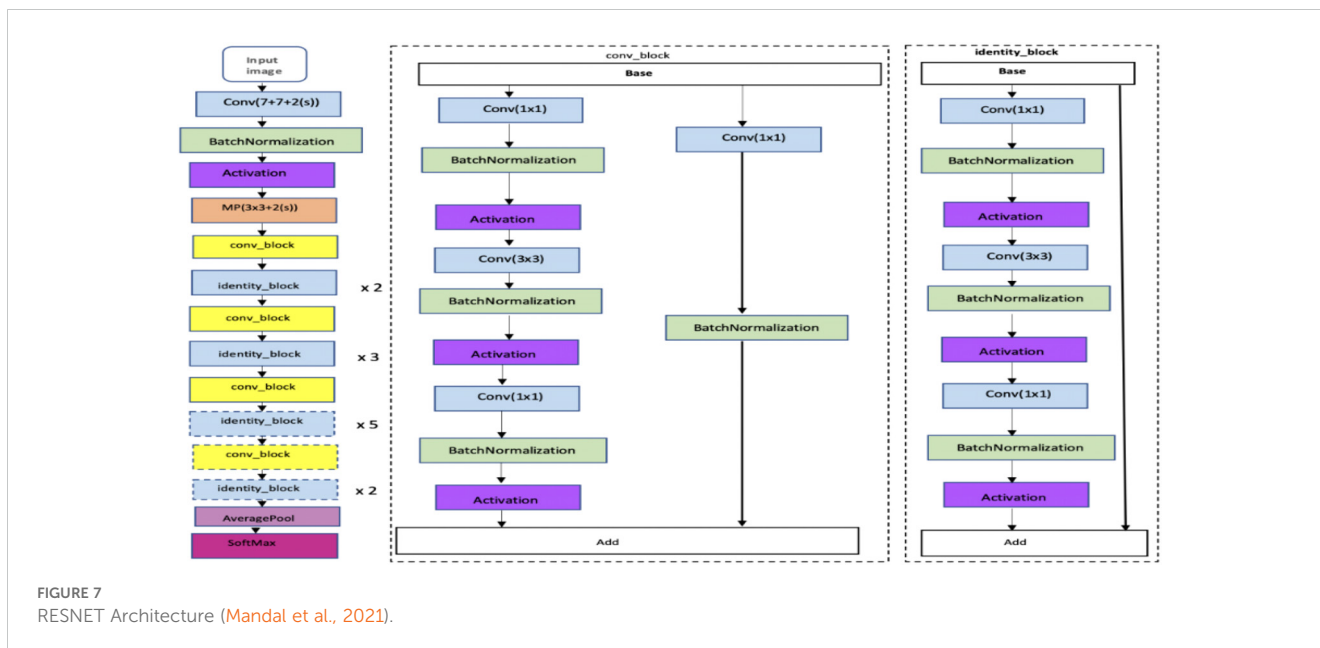 Input
image
Conv(7+7+2(s))
BatchNormalization
Activation
MP(3x3+2(s))
conv_block
identity_block
x 2
conv_block
identity_block
x 3
conv_block
identity_block
x 5
conv_block
identity_block
x 2
AveragePool
SoftMax
conv_block
Base
Conv(1x1)
BatchNormalization
Activation
Conv(3x3)
BatchNormalization
Activation
Conv(1x1)
BatchNormalization
Activation
Conv(1x1)
BatchNormalization
Add
identity_block
Base
Conv(1x1)
BatchNormalization
Activation
Conv(3x3)
BatchNormalization
Activation
Conv(1x1)
BatchNormalization
Activation
Add
FIGURE 7
RESNET Architecture (Mandal et al., 2021).